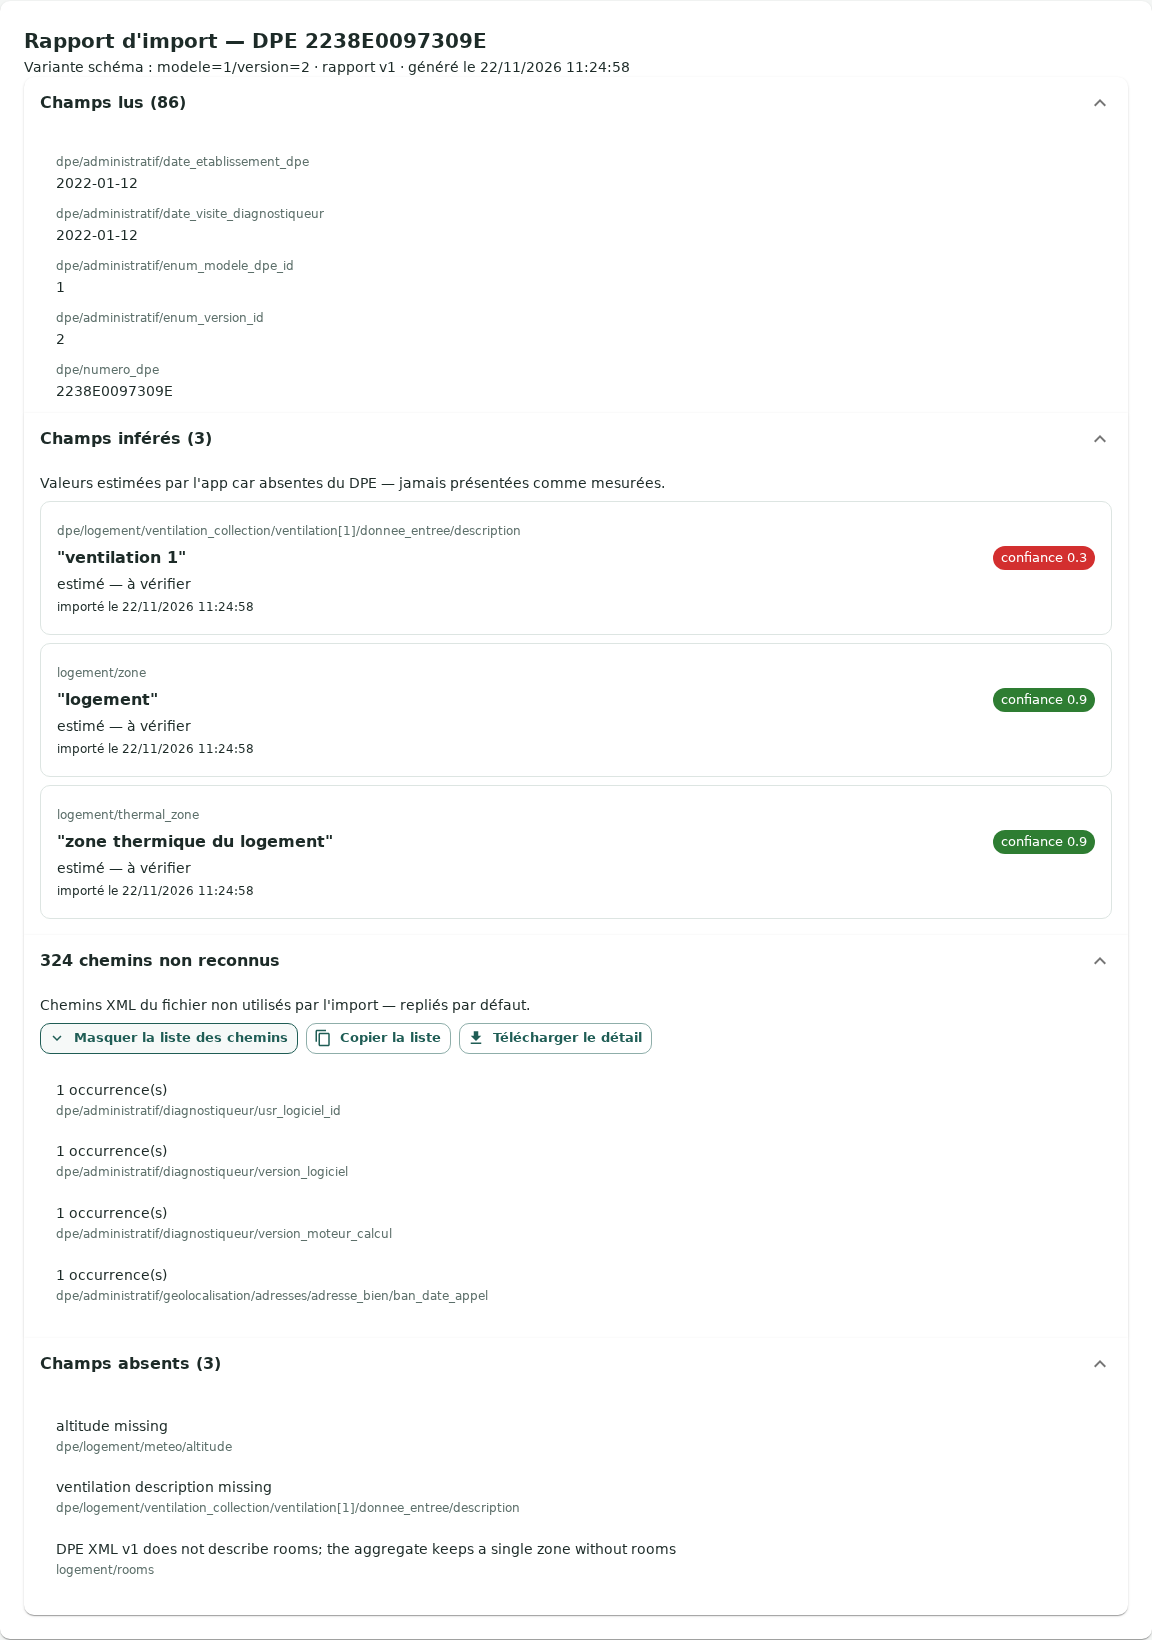 Rapport d'import — DPE 2238E0097309E
Variante schéma : modele=1/version=2 · rapport v1 · généré le 22/11/2026 11:24:58
Champs lus (86)
dpe/administratif/date_etablissement_dpe
2022-01-12
dpe/administratif/date_visite_diagnostiqueur
2022-01-12
dpe/administratif/enum_modele_dpe_id
1
dpe/administratif/enum_version_id
2
dpe/numero_dpe
2238E0097309E
Champs inférés (3)
Valeurs estimées par l'app car absentes du DPE — jamais présentées comme mesurées.
dpe/logement/ventilation_collection/ventilation[1]/donnee_entree/description
"ventilation 1"
confiance 0.3
estimé — à vérifier
importé le 22/11/2026 11:24:58
logement/zone
"logement"
confiance 0.9
estimé — à vérifier
importé le 22/11/2026 11:24:58
logement/thermal_zone
"zone thermique du logement"
confiance 0.9
estimé — à vérifier
importé le 22/11/2026 11:24:58
324 chemins non reconnus
Chemins XML du fichier non utilisés par l'import — repliés par défaut.
Masquer la liste des chemins
Copier la liste
Télécharger le détail
1 occurrence(s)
dpe/administratif/diagnostiqueur/usr_logiciel_id
1 occurrence(s)
dpe/administratif/diagnostiqueur/version_logiciel
1 occurrence(s)
dpe/administratif/diagnostiqueur/version_moteur_calcul
1 occurrence(s)
dpe/administratif/geolocalisation/adresses/adresse_bien/ban_date_appel
Champs absents (3)
altitude missing
dpe/logement/meteo/altitude
ventilation description missing
dpe/logement/ventilation_collection/ventilation[1]/donnee_entree/description
DPE XML v1 does not describe rooms; the aggregate keeps a single zone without rooms
logement/rooms